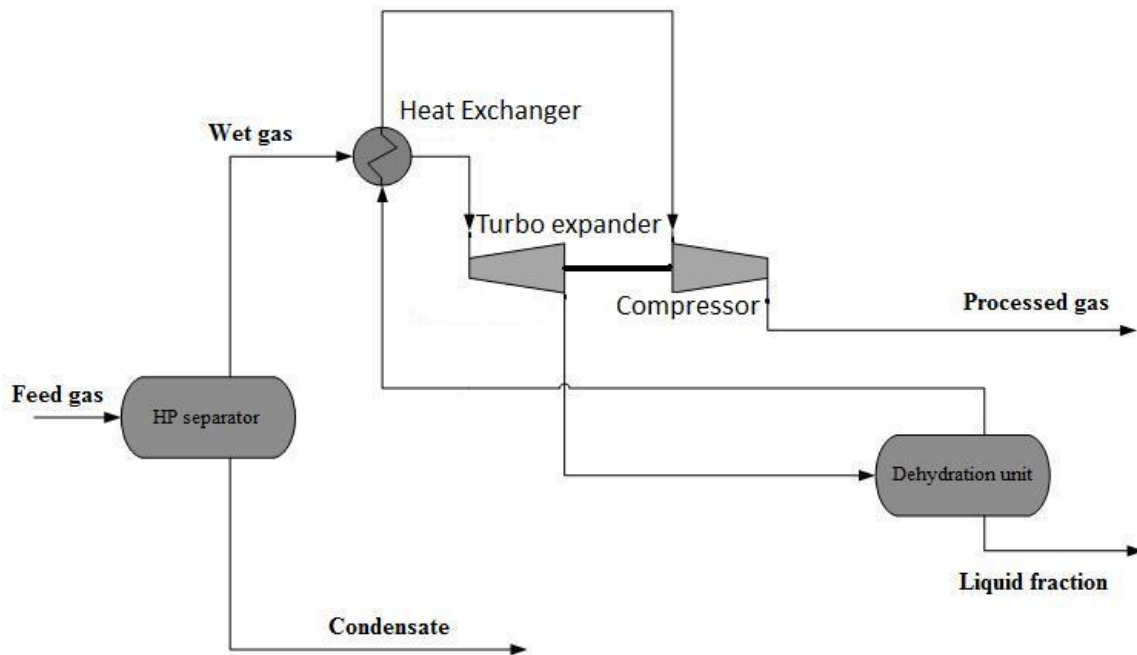 Heat Exchanger
Wet gas
Turbo expander
Compressor
Processed gas
Feed gas
HP separator
Dehydration unit
Liquid fraction
Condensate